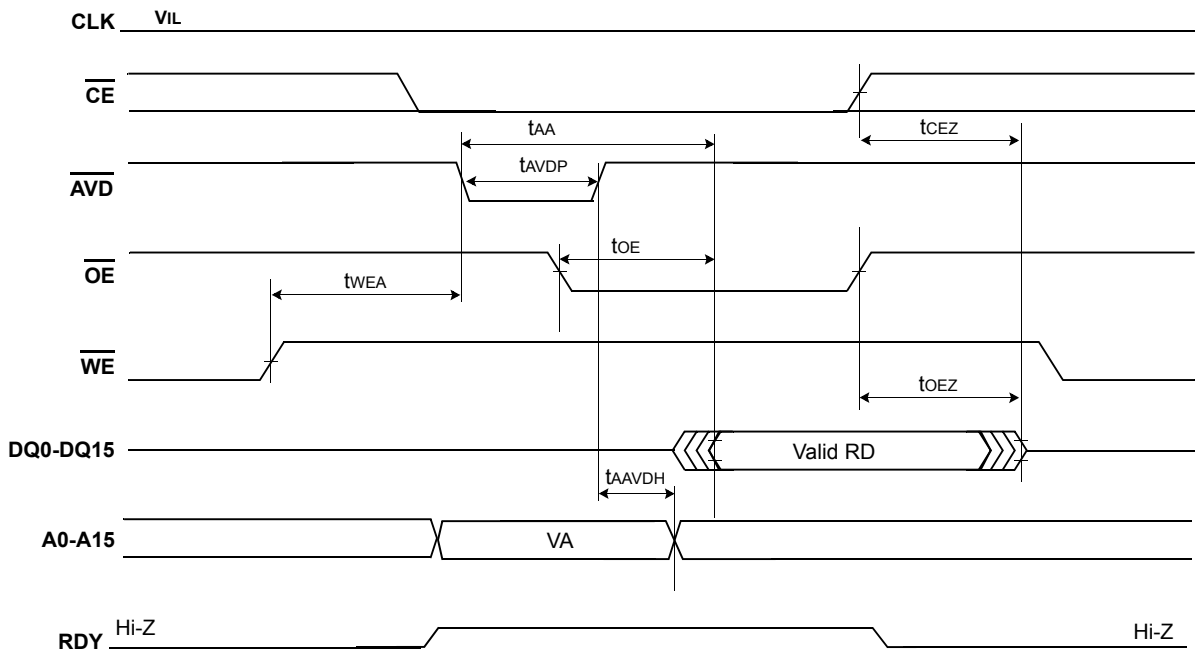 CLK VIL
CE
tAA
tCEZ
AVD
tAVDP
OE
tOE
tWEA
WE
tOEZ
DQ0-DQ15
Valid RD
tAAVDH
A0-A15
VA
RDY Hi-Z
Hi-Z